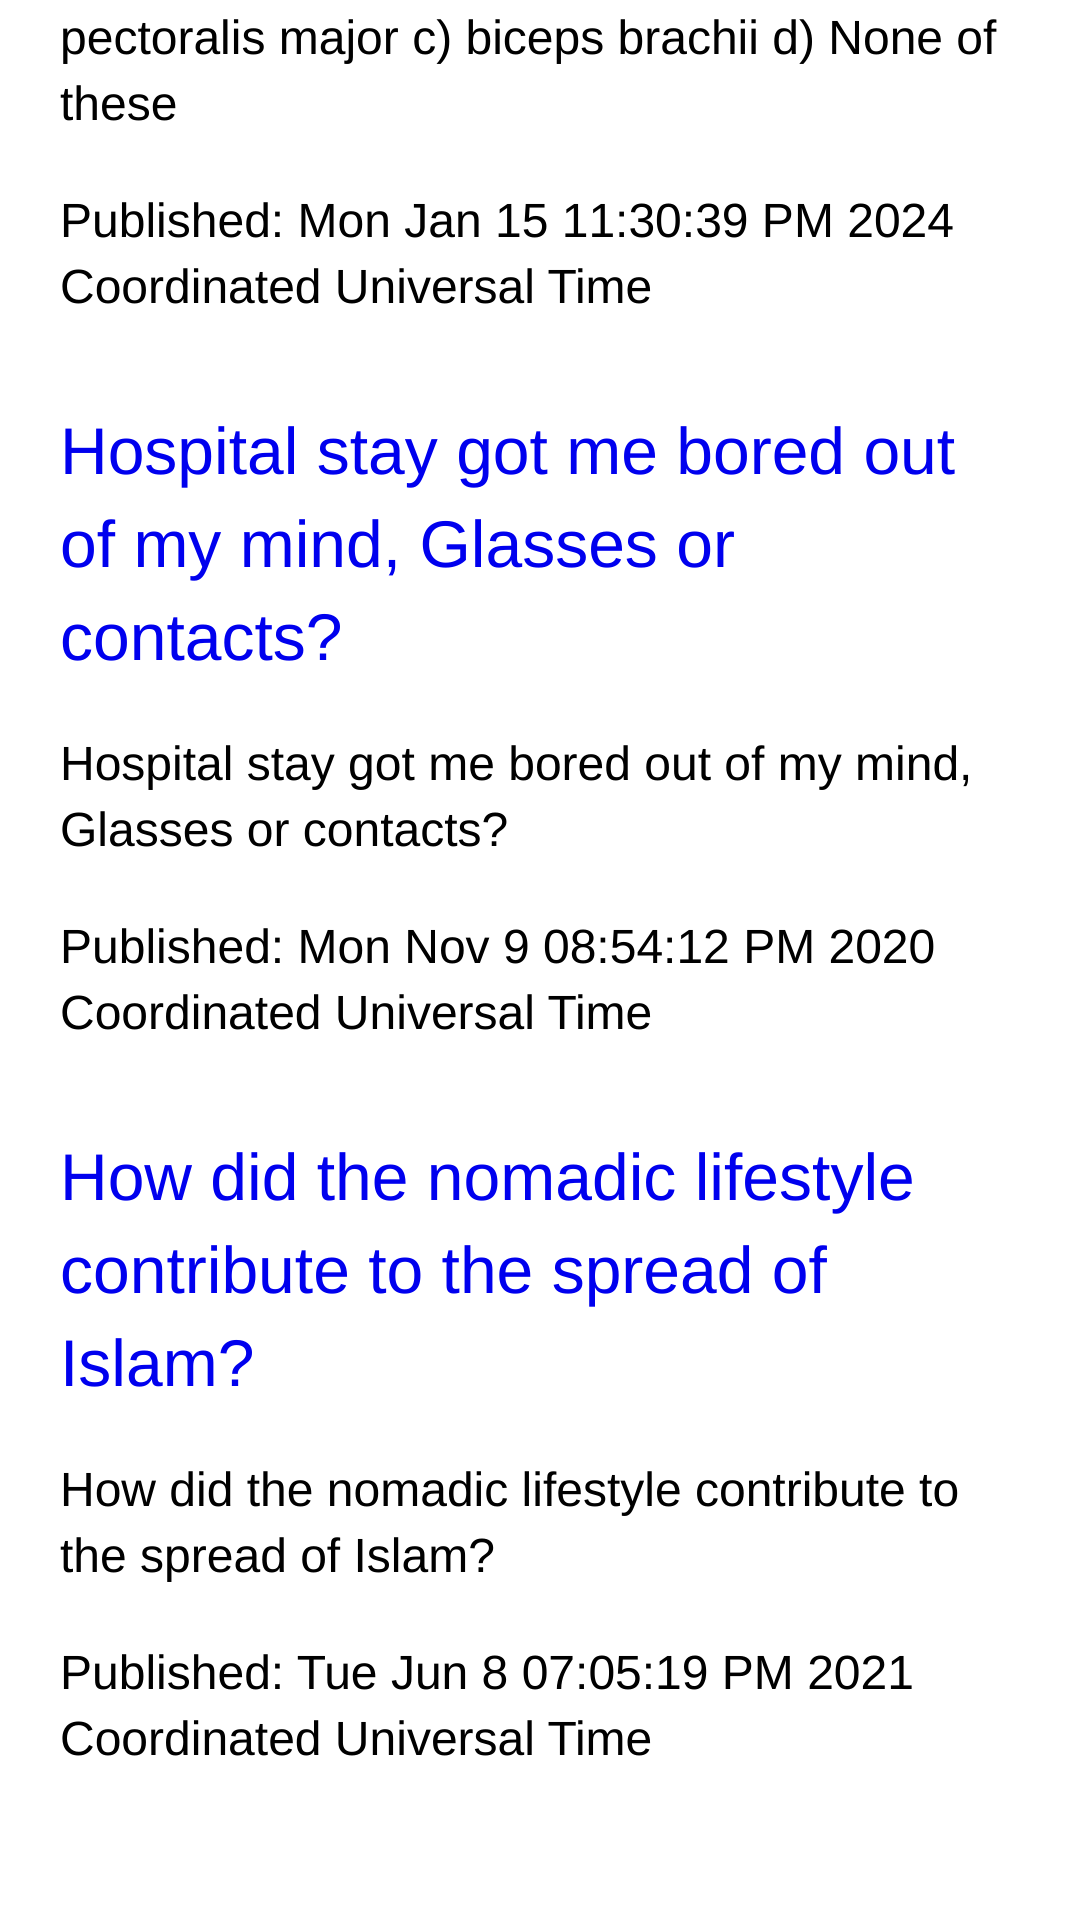 pectoralis major c) biceps brachii d) None of
these
Published: Mon Jan 15 11:30:39 PM 2024
Coordinated Universal Time
Hospital stay got me bored out
of my mind, Glasses or
contacts?
Hospital stay got me bored out of my mind,
Glasses or contacts?
Published: Mon Nov 9 08:54:12 PM 2020
Coordinated Universal Time
How did the nomadic lifestyle
contribute to the spread of
Islam?
How did the nomadic lifestyle contribute to
the spread of Islam?
Published: Tue Jun 8 07:05:19 PM 2021
Coordinated Universal Time